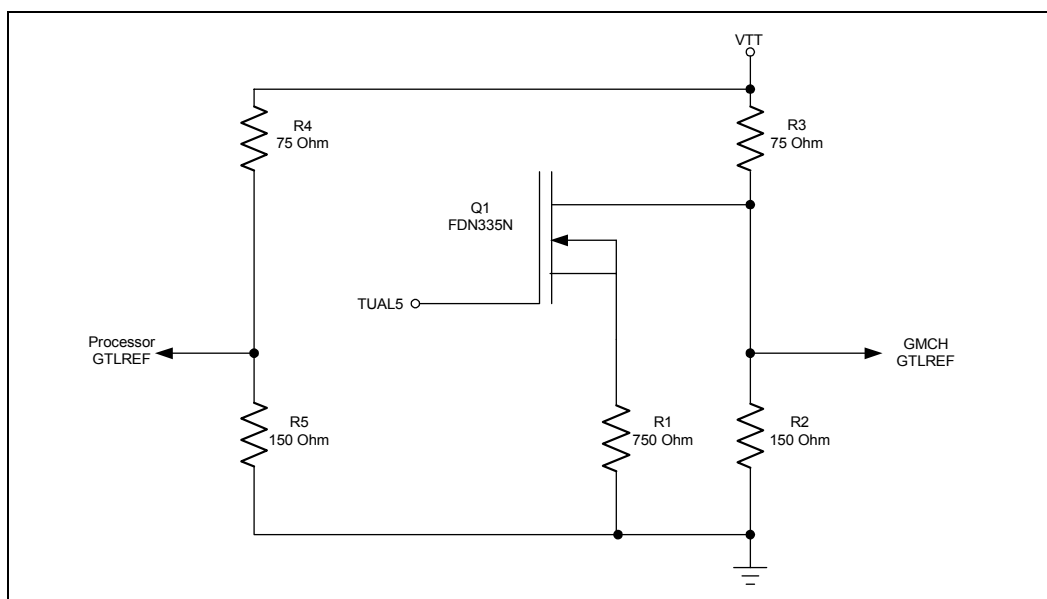 VTT
R4
75 Ohm
R3
75 Ohm
Q1
FDN335N
TUAL5
Processor
GTLREF
GMCH
GTLREF
R5
150 Ohm
R1
750 Ohm
R2
150 Ohm